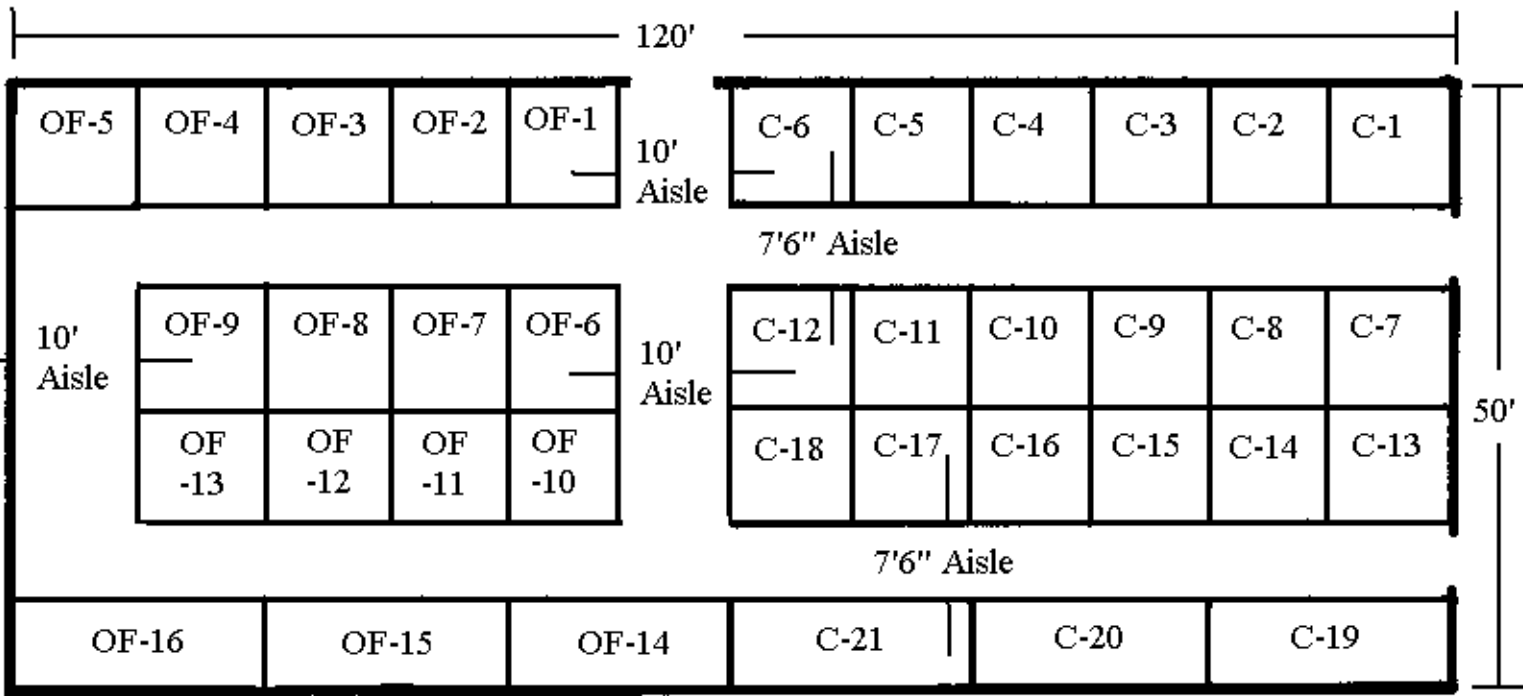 120'
OF-5 OF-4 OF-3 OF-2 OF-1 C-6 C-5 C-4 C-3 C-2 C-1
10'
Aisle
7'6" Aisle
OF-9 OF-8 OF-7 OF-6 C-12 C-11 C-10 C-9 C-8 C-7
10'
Aisle
10'
Aisle
50'
OF
-13
OF
-12
OF
-11
OF
-10
C-18 C-17 C-16 C-15 C-14 C-13
7'6" Aisle
OF-16 OF-15 OF-14 C-21 C-20 C-19